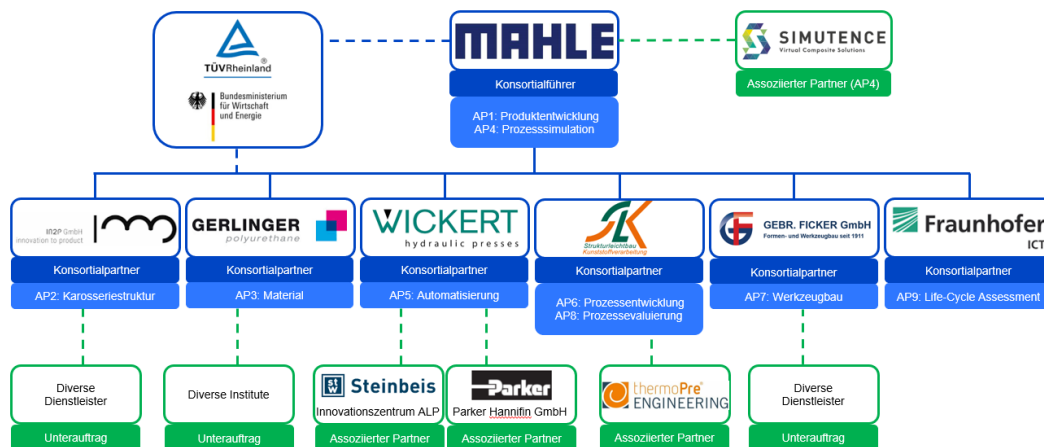 TÜVRheinland
®
Bundesministerium
für Wirtschaft
und Energie
MAHLE
Konsortialführer
AP1: Produktentwicklung
AP4: Prozesssimulation
SIMUTENCE
Virtual Composite Solutions
Assoziierter Partner (AP4)
in2p GmbH
innovation to product
Konsortialpartner
AP2: Karosseriestruktur
GERLINGER
polyurethane
Konsortialpartner
AP3: Material
WICKERT
hydraulic presses
Konsortialpartner
AP5: Automatisierung
SLK
Strukturleichtbau
Kunststoffverarbeitung
Konsortialpartner
AP6: Prozessentwicklung
AP8: Prozessevaluierung
GF
GEBR. FICKER GmbH
Formen- und Werkzeugbau seit 1911
Konsortialpartner
AP7: Werkzeugbau
Fraunhofer
ICT
Konsortialpartner
AP9: Life-Cycle Assessment
Diverse
Dienstleister
Unterauftrag
Diverse Institute
Unterauftrag
stw
Steinbeis
Innovationszentrum ALP
Assoziierter Partner
Parker
Parker Hannifin GmbH
Assoziierter Partner
thermoPre®
ENGINEERING
Assoziierter Partner
Diverse
Dienstleister
Unterauftrag